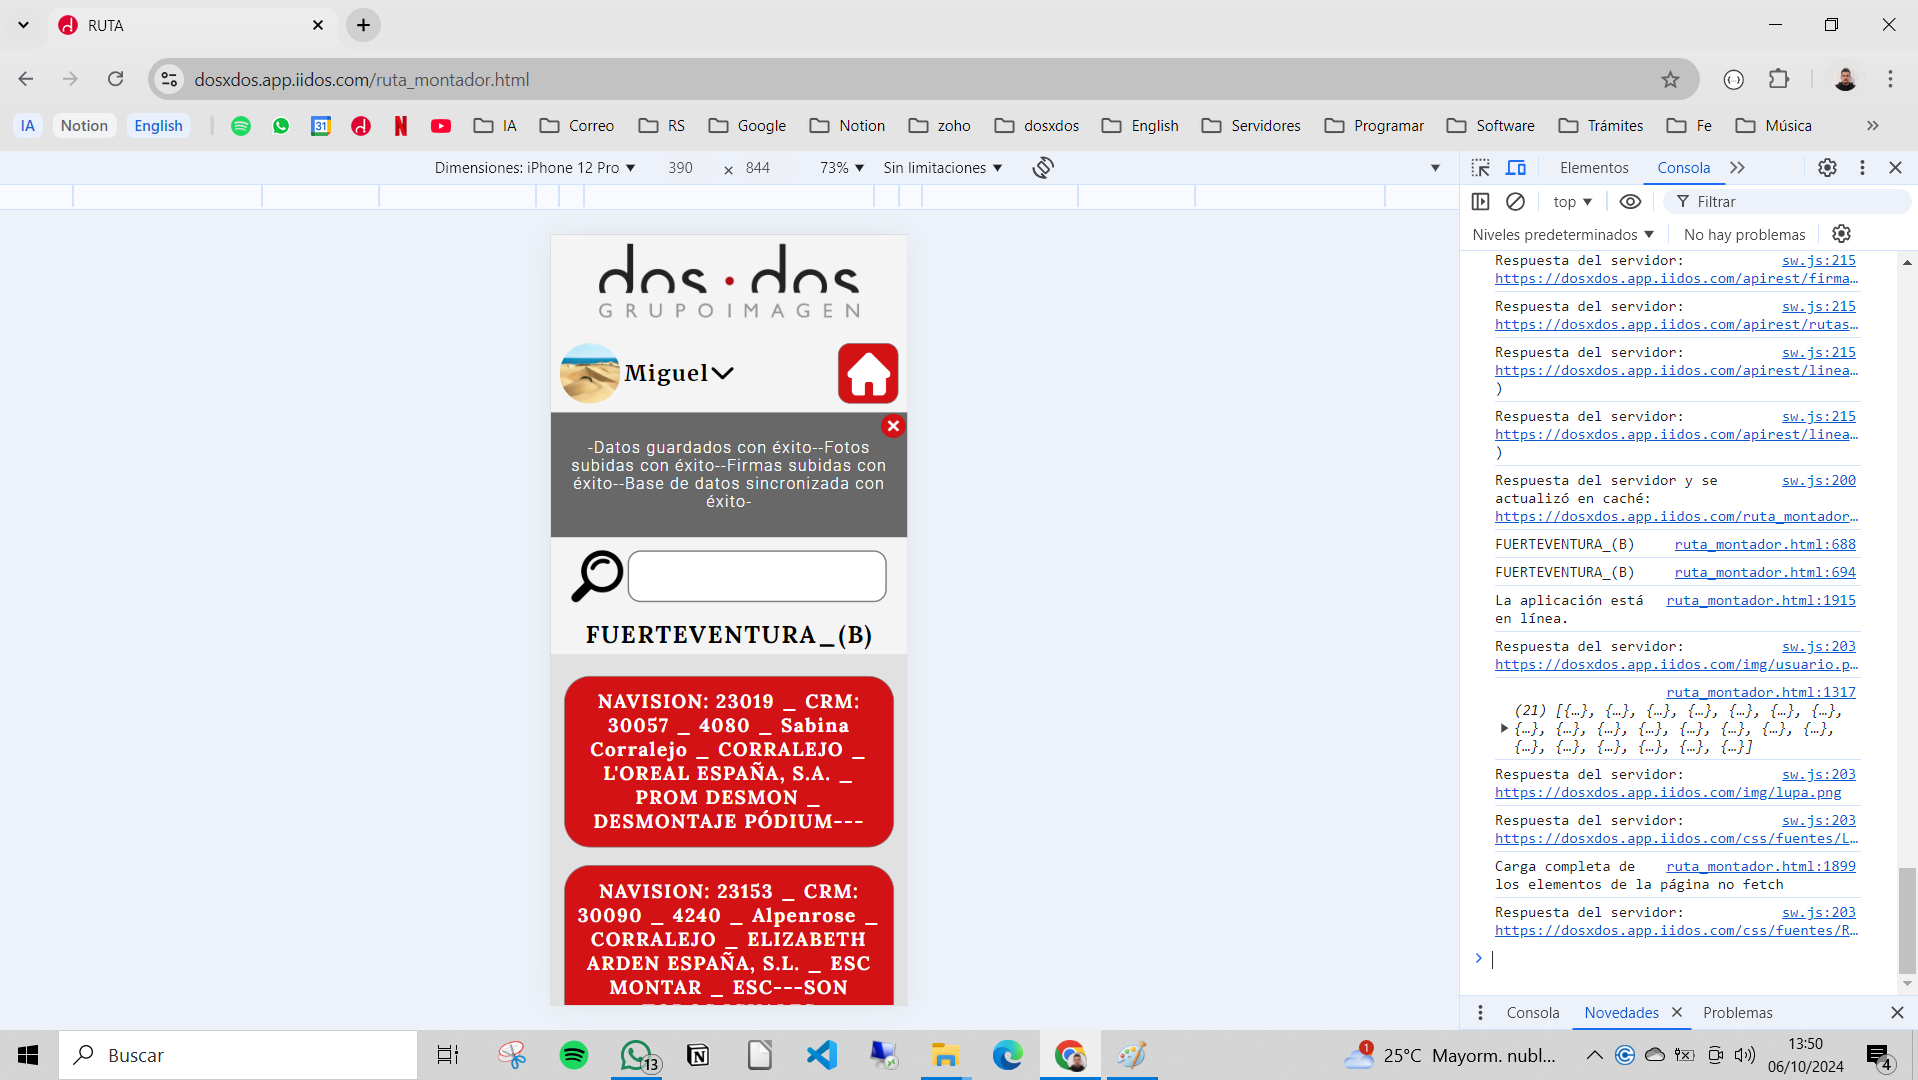 RUTA
dosxdos.app.iidos.com/ruta_montador.html
IA
Notion
English
31
IA
Correo
RS
Google
Notion
zoho
dosxdos
English
Servidores
Programar
Software
Trámites
Fe
Música
»
Dimensiones: iPhone 12 Pro ▼ 390 × 844 73% ▼ Sin limitaciones ▼
Elementos
Consola
top ▼
Filtrar
Niveles predeterminados ▼
No hay problemas
dos·dos
GRUPOIMAGEN
Miguel
-Datos guardados con éxito--Fotos
subidas con éxito--Firmas subidas con
éxito--Base de datos sincronizada con
éxito-
FUERTEVENTURA_(B)
NAVISION: 23019 _ CRM:
30057 _ 4080 _ Sabina
Corralejo _ CORRALEJO _
L'OREAL ESPAÑA, S.A. _
PROM DESMON _
DESMONTAJE PÓDIUM---
NAVISION: 23153 _ CRM:
30090 _ 4240 _ Alpenrose _
CORRALEJO _ ELIZABETH
ARDEN ESPAÑA, S.L. _ ESC
MONTAR _ ESC---SON
Respuesta del servidor: sw.js:215
https://dosxdos.app.iidos.com/apirest/firma…
Respuesta del servidor: sw.js:215
https://dosxdos.app.iidos.com/apirest/rutas…
Respuesta del servidor: sw.js:215
https://dosxdos.app.iidos.com/apirest/linea…
)
Respuesta del servidor: sw.js:215
https://dosxdos.app.iidos.com/apirest/linea…
)
Respuesta del servidor y se sw.js:200
actualizó en caché:
https://dosxdos.app.iidos.com/ruta_montador…
FUERTEVENTURA_(B) ruta_montador.html:688
FUERTEVENTURA_(B) ruta_montador.html:694
La aplicación está ruta_montador.html:1915
en línea.
Respuesta del servidor: sw.js:203
https://dosxdos.app.iidos.com/img/usuario.p…
ruta_montador.html:1317
(21) [{…}, {…}, {…}, {…}, {…}, {…}, {…},
{…}, {…}, {…}, {…}, {…}, {…}, {…}, {…},
{…}, {…}, {…}, {…}, {…}, {…}]
Respuesta del servidor: sw.js:203
https://dosxdos.app.iidos.com/img/lupa.png
Respuesta del servidor: sw.js:203
https://dosxdos.app.iidos.com/css/fuentes/L…
Carga completa de ruta_montador.html:1899
los elementos de la página no fetch
Respuesta del servidor: sw.js:203
https://dosxdos.app.iidos.com/css/fuentes/R…
Consola
Novedades
Problemas
Buscar
13
1
25°C Mayorm. nubl...
13:50
06/10/2024
4